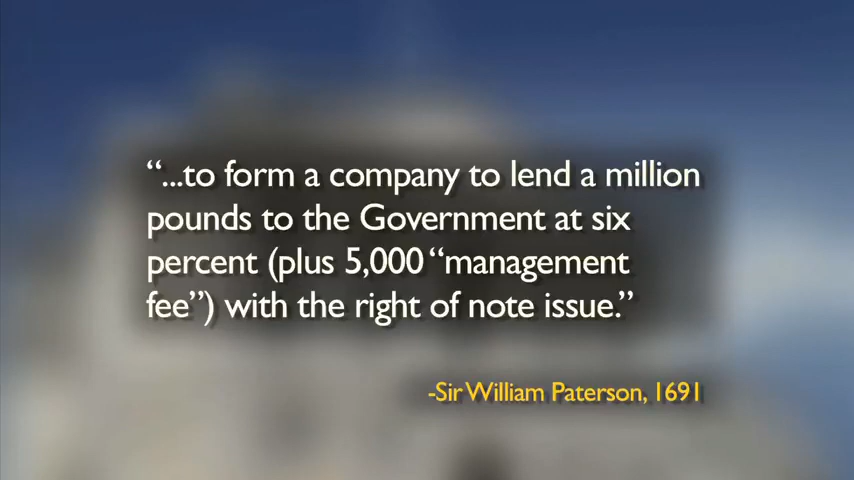 “...to form a company to lend a million
pounds to the Government at six
percent (plus 5,000 “management
fee”) with the right of note issue.”
-Sir William Paterson, 1691